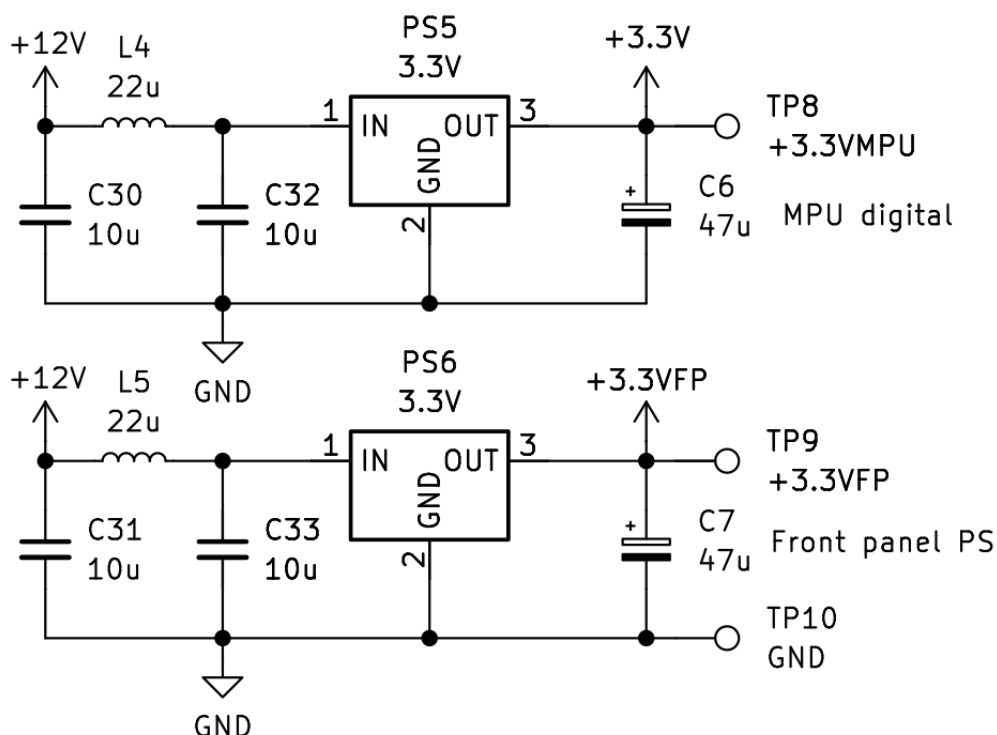 +12V
L4
22u
PS5
3.3V
+3.3V
1
IN
OUT
3
GND
2
TP8
+3.3VMPU
C30
10u
C32
10u
C6
47u
+
MPU digital
GND
+12V
L5
22u
PS6
3.3V
+3.3VFP
1
IN
OUT
3
GND
2
TP9
+3.3VFP
C31
10u
C33
10u
C7
47u
+
Front panel PS
TP10
GND
GND